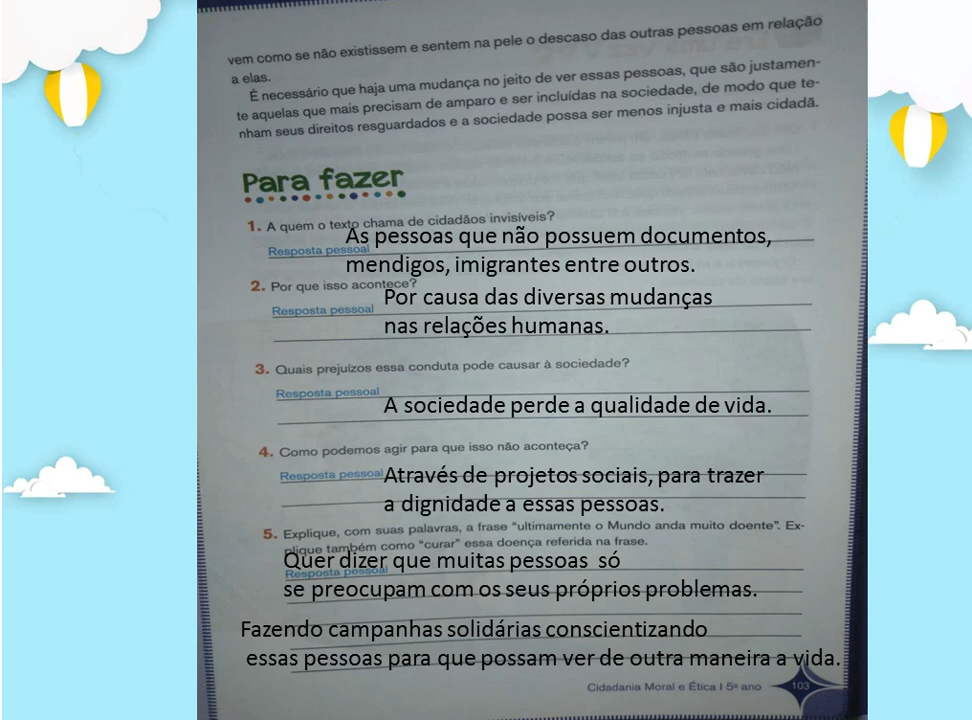 vem como se não existissem e sentem na pele o descaso das outras pessoas em relação
a elas.
É necessário que haja uma mudança no jeito de ver essas pessoas, que são justamen-
te aquelas que mais precisam de amparo e ser incluídas na sociedade, de modo que te-
nham seus direitos resguardados e a sociedade possa ser menos injusta e mais cidadã.
Para fazer
1. A quem o texto chama de cidadãos invisíveis?
As pessoas que não possuem documentos,
Resposta pessoal
mendigos, imigrantes entre outros.
2. Por que isso acontece?
Por causa das diversas mudanças
Resposta pessoal
nas relações humanas.
3. Quais prejuízos essa conduta pode causar à sociedade?
Resposta pessoal
A sociedade perde a qualidade de vida.
4. Como podemos agir para que isso não aconteça?
Resposta pessoal Através de projetos sociais, para trazer
a dignidade a essas pessoas.
5. Explique, com suas palavras, a frase “ultimamente o Mundo anda muito doente”. Ex-
plique também como “curar” essa doença referida na frase.
Quer dizer que muitas pessoas só
Resposta pessoal
se preocupam com os seus próprios problemas.
Fazendo campanhas solidárias conscientizando
essas pessoas para que possam ver de outra maneira a vida.
Cidadania Moral e Ética I 5º ano 103